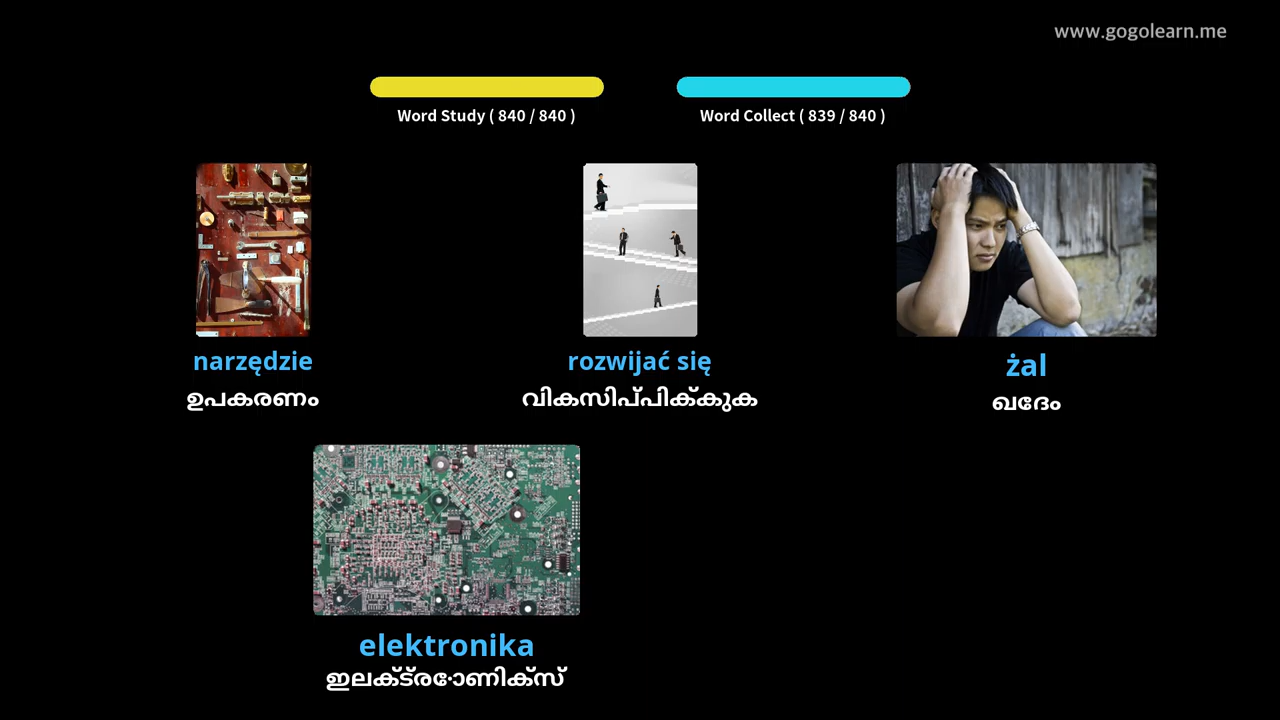 www.gogolearn.me
Word Study ( 840 / 840 )
Word Collect ( 839 / 840 )
narzędzie
rozwijać się
żal
ഉപകരണം
വികസിപ്പിക്കുക
ഖേദം
elektronika
ഇലക്ട്രോണിക്സ്